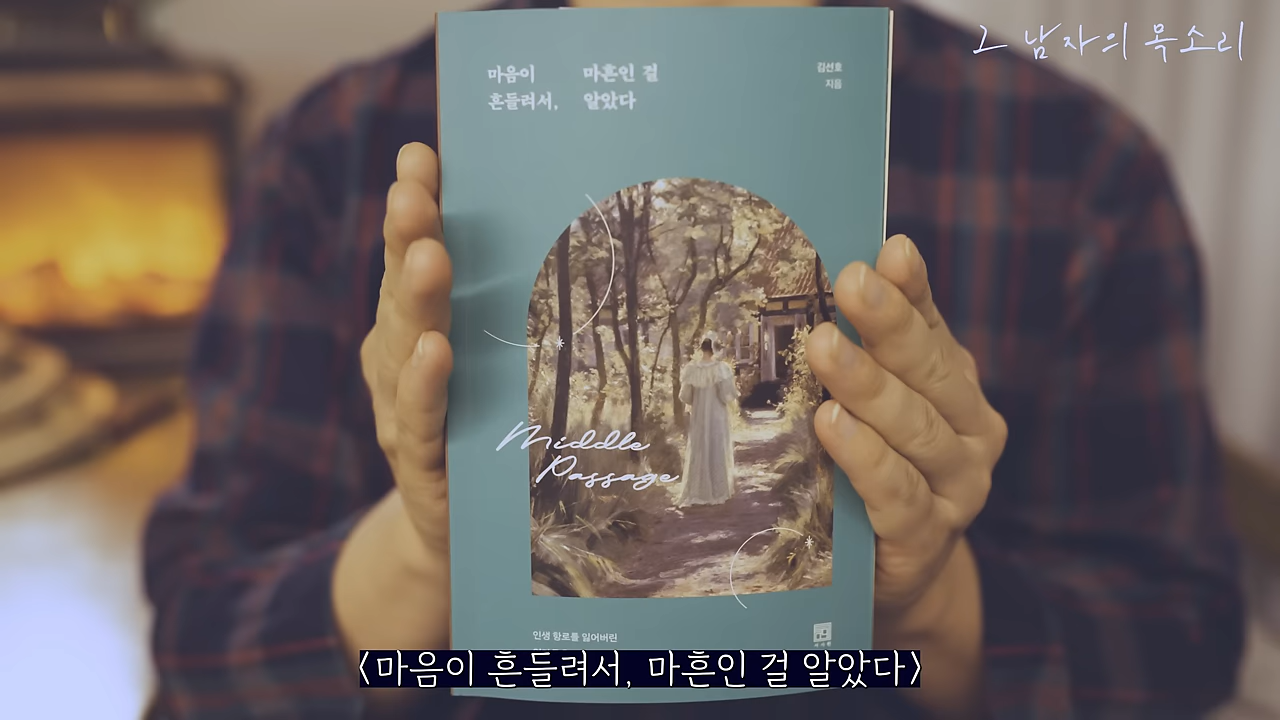 그 남자의 목소리
마음이 마흔인 걸
흔들려서, 알았다
김선호
지음
Middle
Passage
인생 항로를 잃어버린
<마음이 흔들려서, 마흔인 걸 알았다>